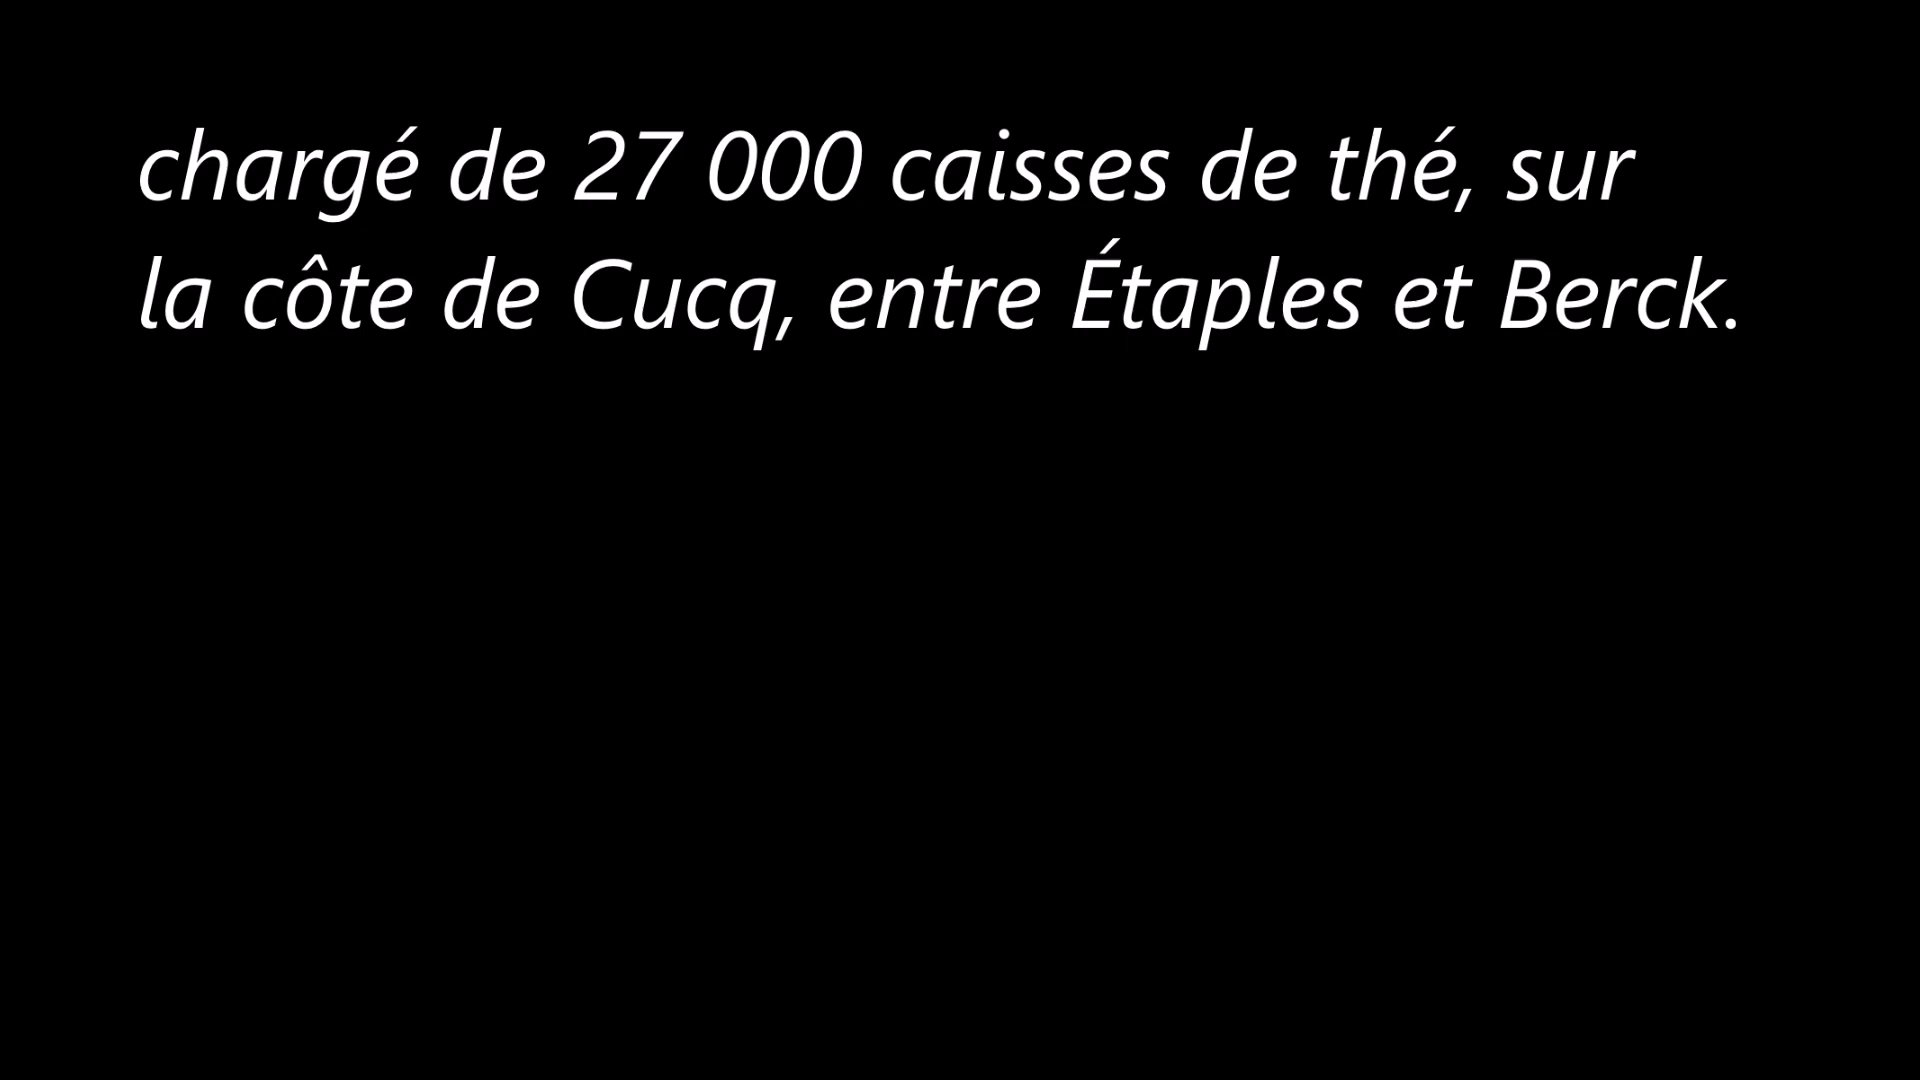 chargé de 27 000 caisses de thé, sur
la côte de Cucq, entre Étaples et Berck.